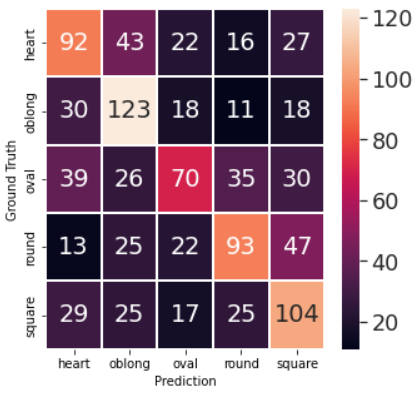 heart 92 43 22 16 27
oblong 30 123 18 11 18
oval 39 26 70 35 30
round 13 25 22 93 47
square 29 25 17 25 104
heart oblong oval round square
Prediction
Ground Truth
120
100
80
60
40
20